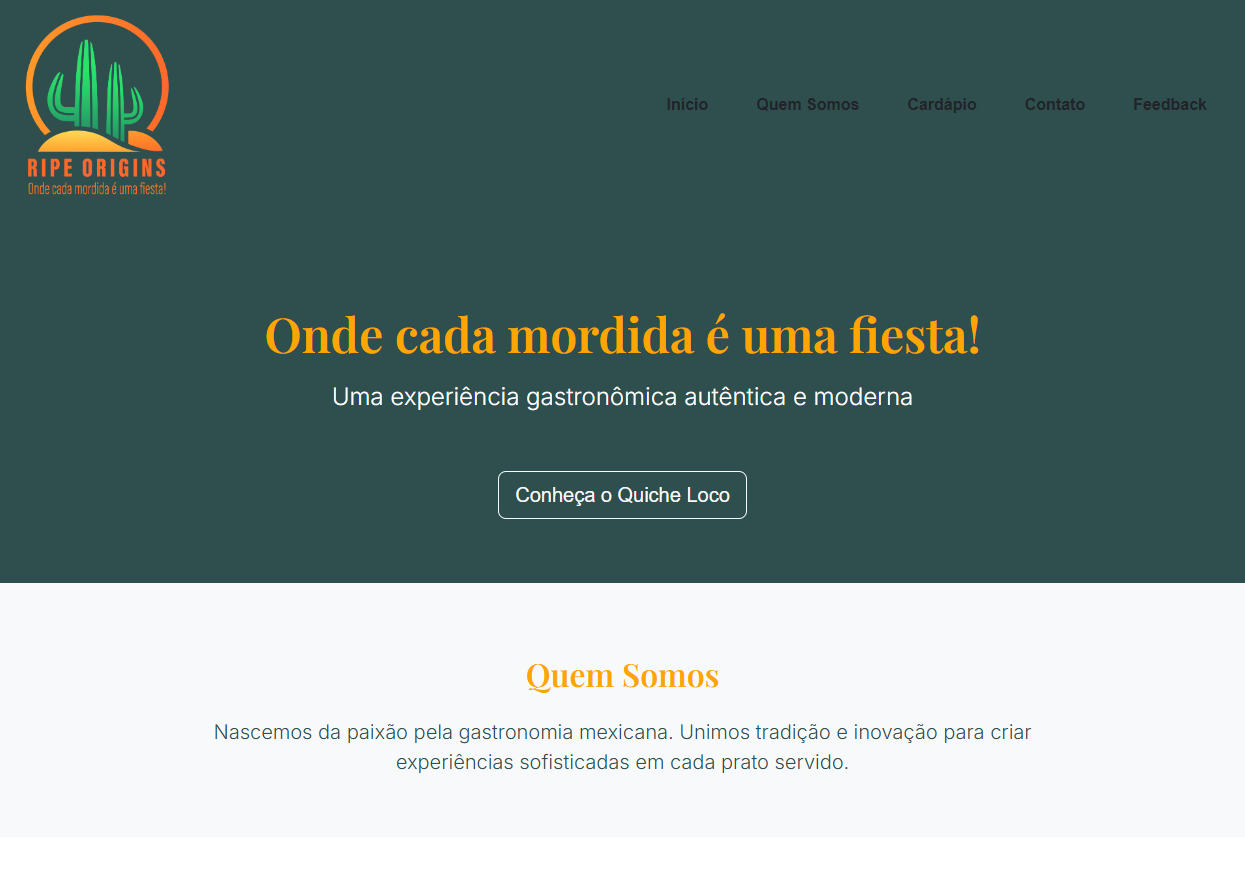 RIPE ORIGINS
Onde cada mordida é uma fiesta!
Início Quem Somos Cardápio Contato Feedback
Onde cada mordida é uma fiesta!
Uma experiência gastronômica autêntica e moderna
Conheça o Quiche Loco
Quem Somos
Nascemos da paixão pela gastronomia mexicana. Unimos tradição e inovação para criar
experiências sofisticadas em cada prato servido.